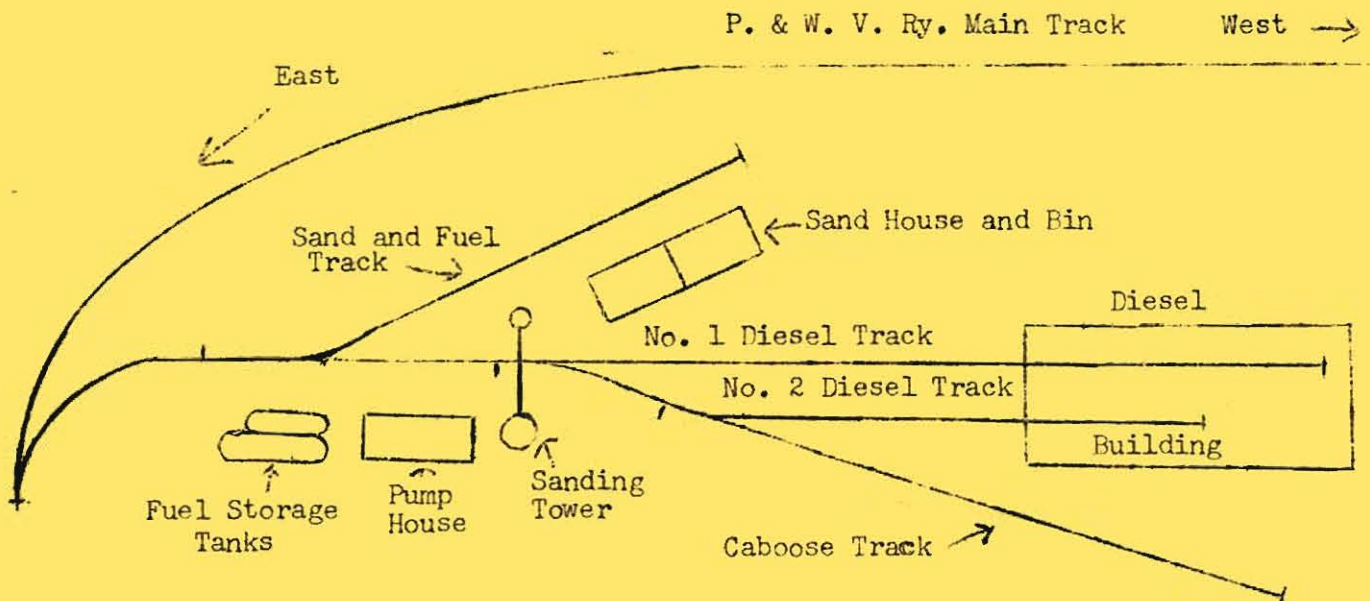 P. & W. V. Ry. Main Track West
East
Sand and Fuel
Track
Sand House and Bin
Diesel
No. 1 Diesel Track
No. 2 Diesel Track
Building
Fuel Storage
Tanks
Pump
House
Sanding
Tower
Caboose Track